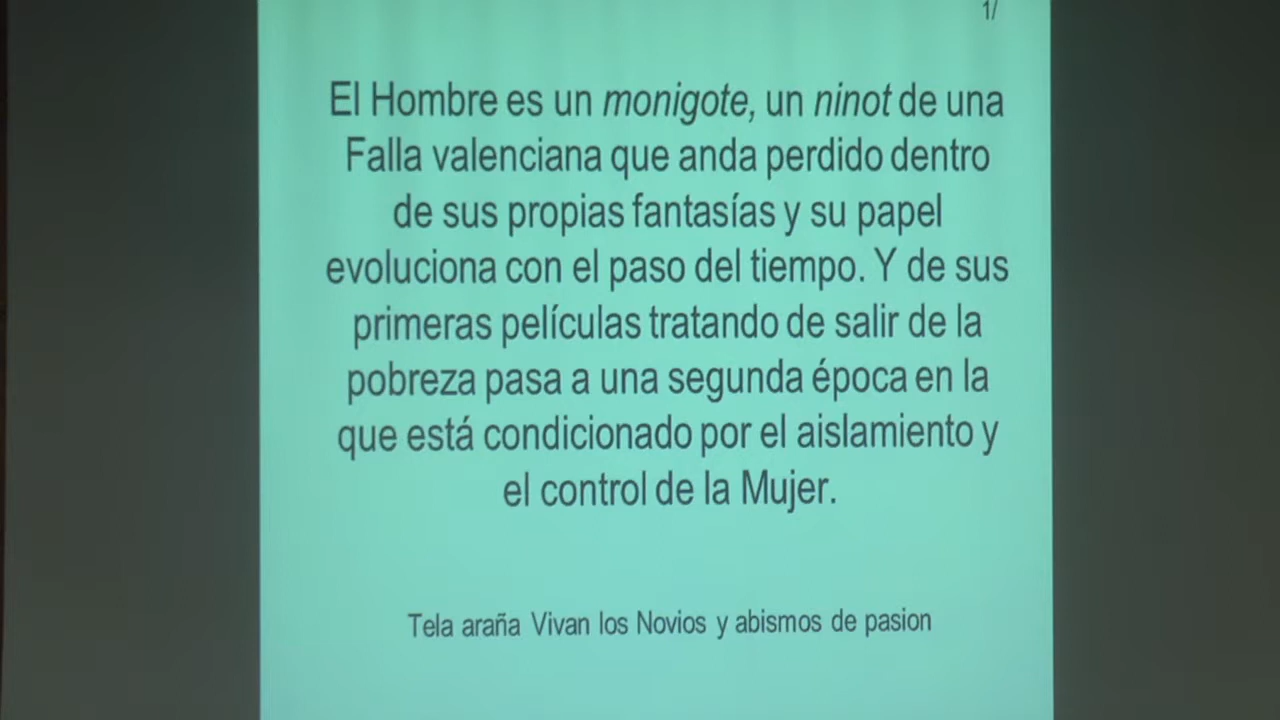 1/
El Hombre es un monigote, un ninot de una
Falla valenciana que anda perdido dentro
de sus propias fantasías y su papel
evoluciona con el paso del tiempo. Y de sus
primeras películas tratando de salir de la
pobreza pasa a una segunda época en la
que está condicionado por el aislamiento y
el control de la Mujer.
Tela araña Vivan los Novios y abismos de pasion